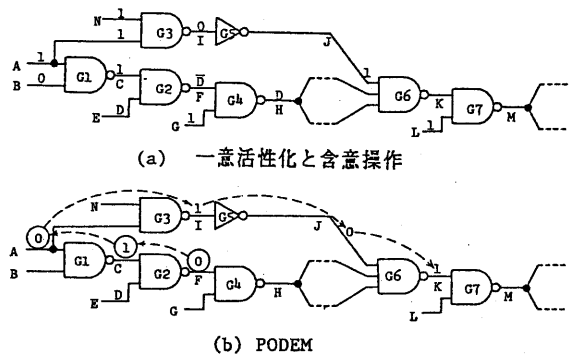 N 1 G3 0 I G5 J
1
A 1 G1 1 C G2 D̅ F G4 D H 1 G6 K G7 M
B 0
E D G 1 L 1
(a) 一意活性化と含意操作
N G3 1 I G5 J 0
A 0 1 0
B G1 C G2 F G4 H G6 1 K G7 M
E D G L
(b) PODEM